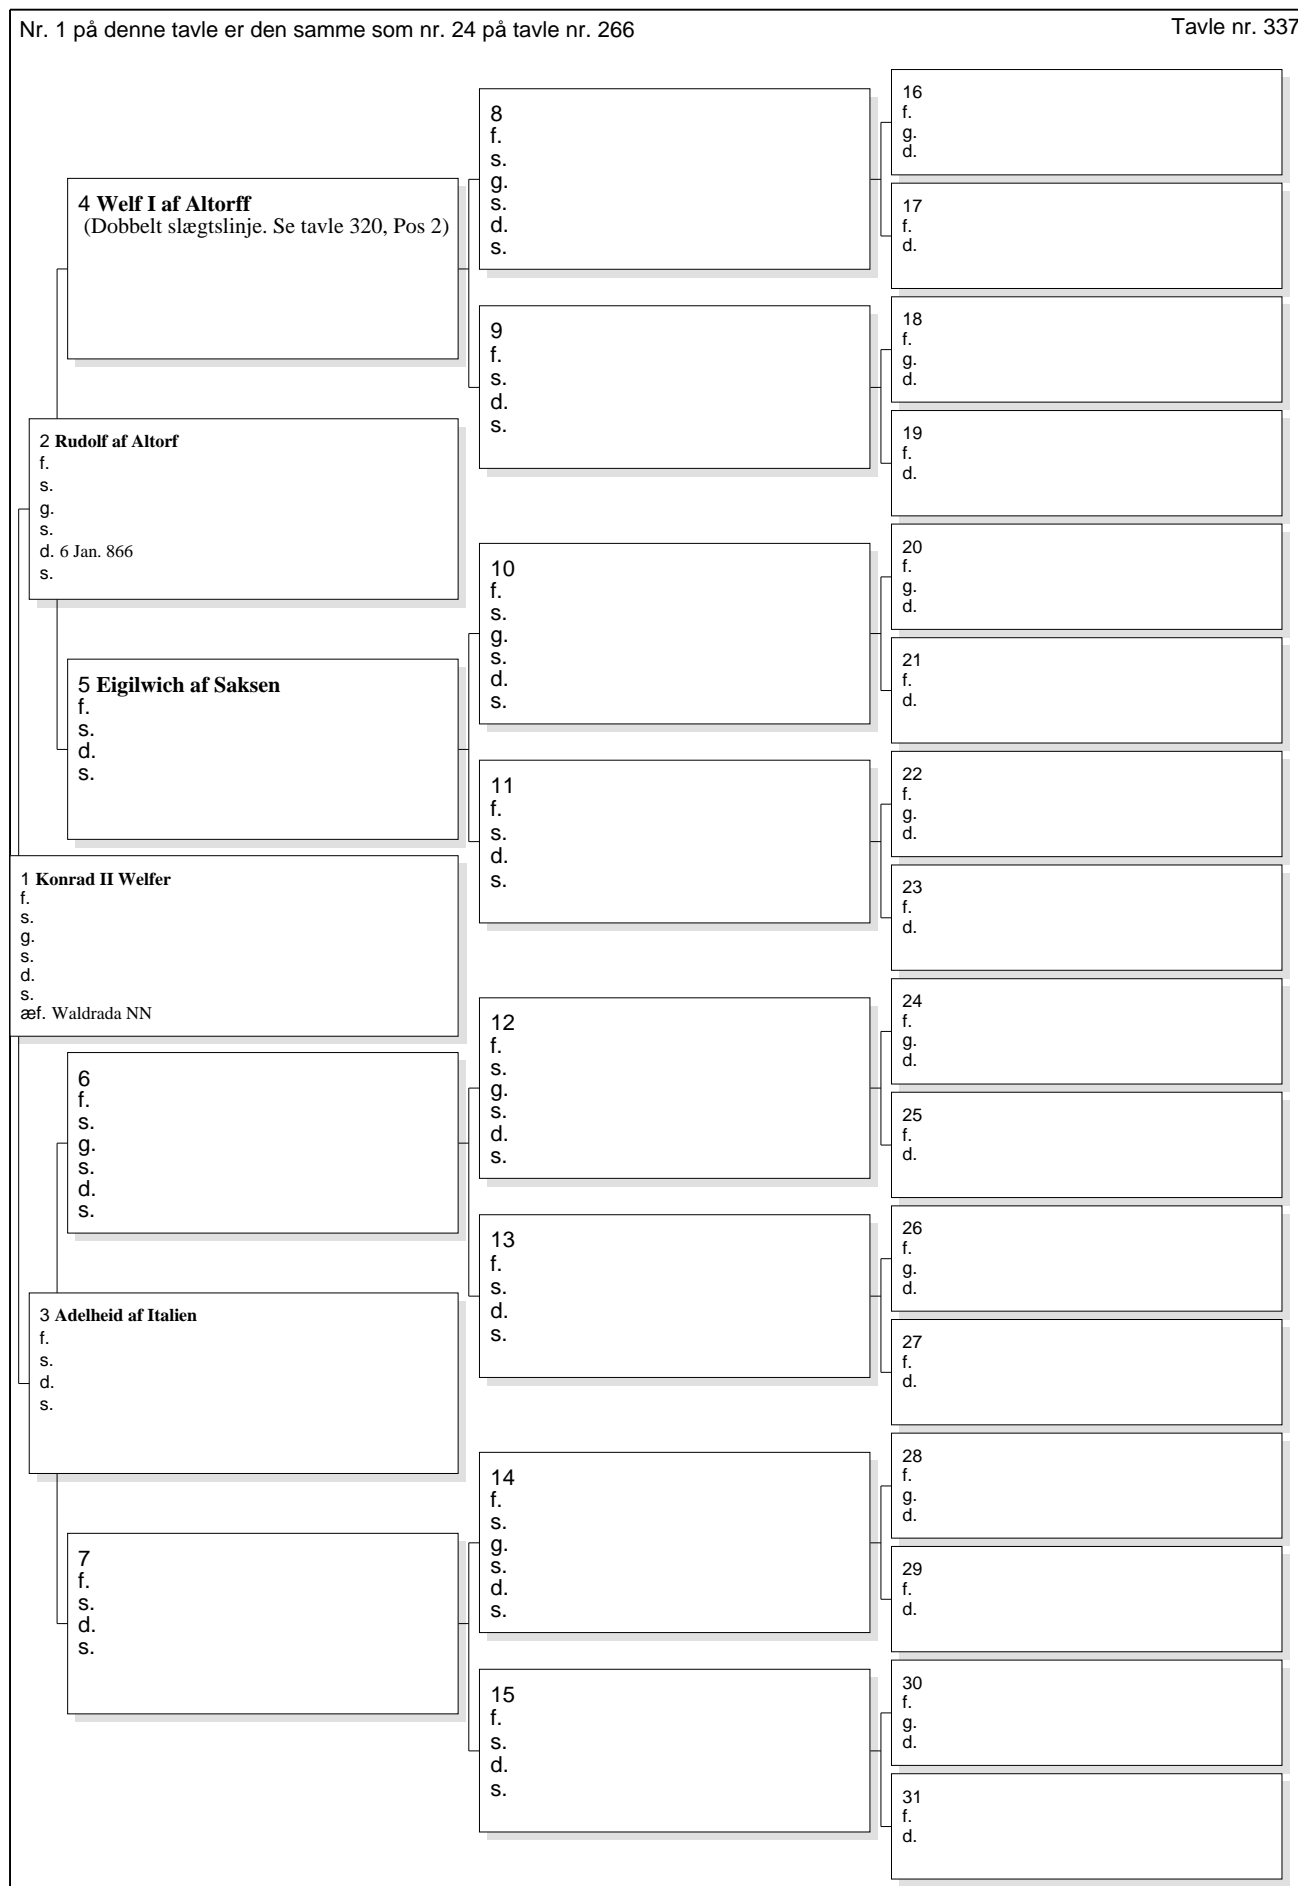 Nr. 1 på denne tavle er den samme som nr. 24 på tavle nr. 266
Tavle nr. 337
4 Welf I af Altorff
(Dobbelt slægtslinje. Se tavle 320, Pos 2)
2 Rudolf af Altorf
f.
s.
g.
s.
d. 6 Jan. 866
s.
5 Eigilwich af Saksen
f.
s.
d.
s.
1 Konrad II Welfer
f.
s.
g.
s.
d.
s.
æf. Waldrada NN
6
f.
s.
g.
s.
d.
s.
3 Adelheid af Italien
f.
s.
d.
s.
7
f.
s.
d.
s.
8
f.
s.
g.
s.
d.
s.
9
f.
s.
d.
s.
10
f.
s.
g.
s.
d.
s.
11
f.
s.
d.
s.
12
f.
s.
g.
s.
d.
s.
13
f.
s.
d.
s.
14
f.
s.
g.
s.
d.
s.
15
f.
s.
d.
s.
16
f.
g.
d.
17
f.
d.
18
f.
g.
d.
19
f.
d.
20
f.
g.
d.
21
f.
d.
22
f.
g.
d.
23
f.
d.
24
f.
g.
d.
25
f.
d.
26
f.
g.
d.
27
f.
d.
28
f.
g.
d.
29
f.
d.
30
f.
g.
d.
31
f.
d.